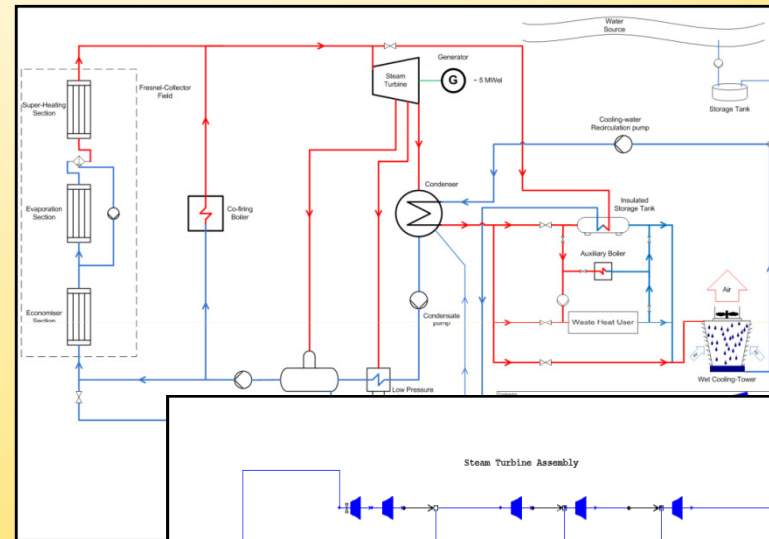 Water
Source
Generator
Fresnel-Collector
Field
Steam
Turbine
G
~ 5 MWel
Super-Heating
Section
Storage Tank
Cooling-water
Recirculation pump
Condenser
Insulated
Storage Tank
Evaporation
Section
Co-firing
Boiler
Auxiliary Boiler
Air
Economiser
Section
Condensate
pump
Waste Heat User
Wet Cooling-Tower
Low Pressure
Steam Turbine Assembly